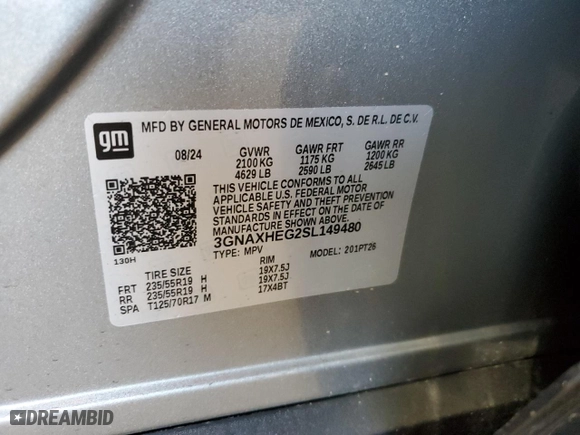 gm
MFD BY GENERAL MOTORS DE MEXICO, S. DE R.L. DE C.V.
08/24 GVWR GAWR FRT GAWR RR
2100 KG 1175 KG 1200 KG
4629 LB 2590 LB 2645 LB
THIS VEHICLE CONFORMS TO ALL
APPLICABLE U.S. FEDERAL MOTOR
VEHICLE SAFETY AND THEFT PREVENTION
STANDARDS IN EFFECT ON THE DATE OF
MANUFACTURE SHOWN ABOVE.
3GNAXHEG2SL149480
130H TYPE: MPV MODEL: 201PT26
TIRE SIZE RIM
FRT 235/55R19 H 19X7.5J
RR 235/55R19 H 19X7.5J
SPA T125/70R17 M 17X4BT
DREAMBID